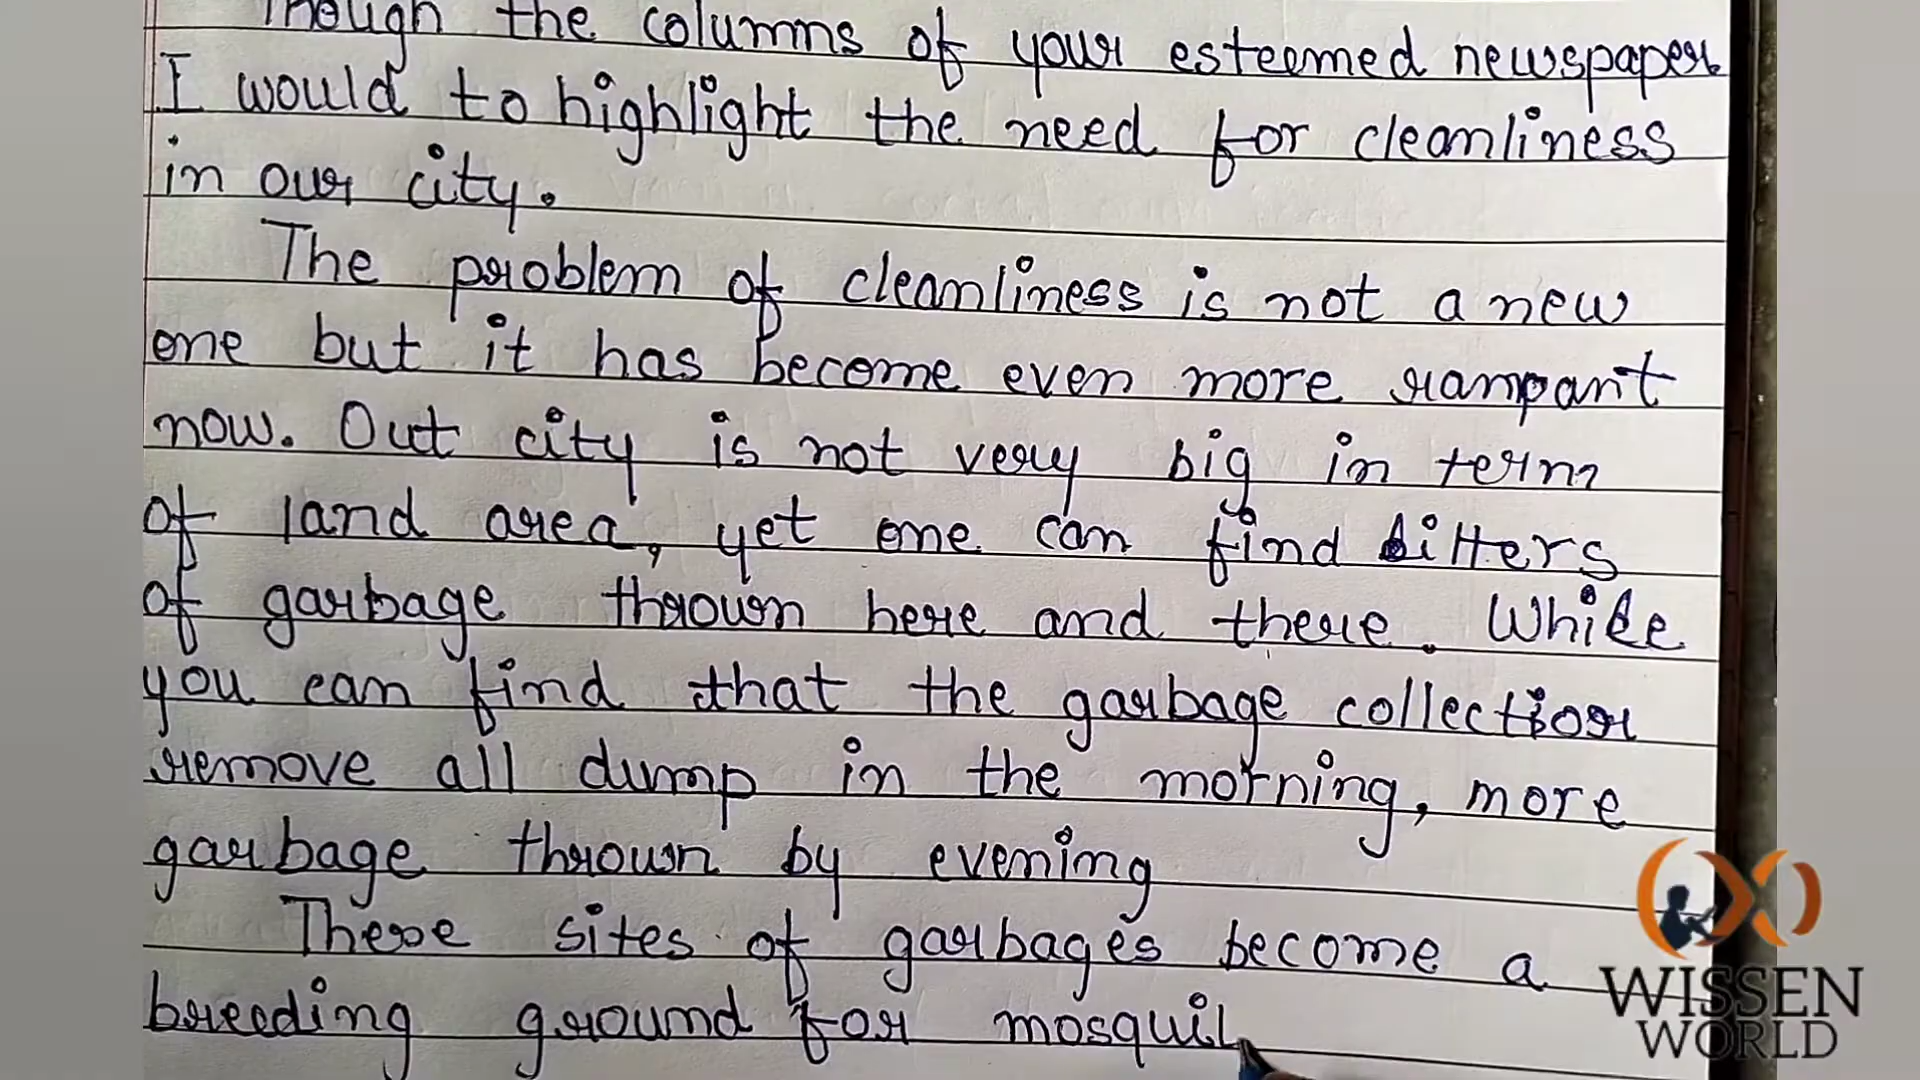 Though the columns of your esteemed newspaper
I would to highlight the need for cleanliness
in our city.
The problem of cleanliness is not a new
one but it has become even more rampant
now. Out city is not very big in term
of land area, yet one can find litters
of garbage thrown here and there. While
you can find that the garbage collection
remove all dump in the morning, more
garbage thrown by evening
These sites of garbages become a
breeding ground for mosquit
WISSEN
WORLD